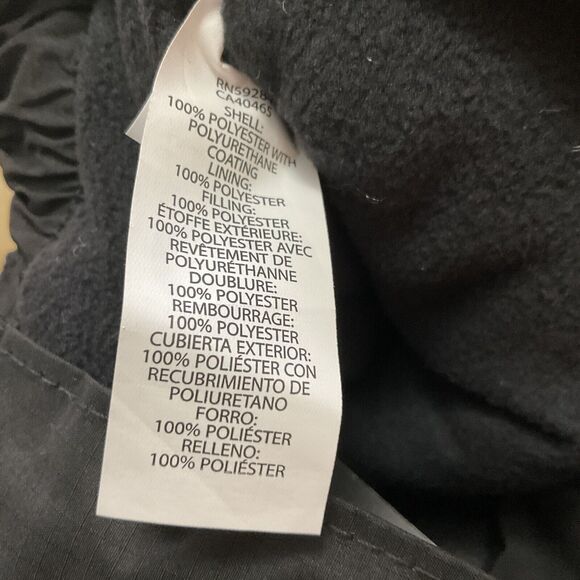 CA40465
SHELL:
100% POLYESTER WITH
POLYURETHANE
COATING
LINING:
100% POLYESTER
FILLING:
100% POLYESTER
ÉTOFFE EXTÉRIEURE:
100% POLYESTER AVEC
REVÊTEMENT DE
POLYURÉTHANNE
DOUBLURE:
100% POLYESTER
REMBOURRAGE:
100% POLYESTER
CUBIERTA EXTERIOR:
100% POLIÉSTER CON
RECUBRIMIENTO DE
POLIURETANO
FORRO:
100% POLIÉSTER
RELLENO:
100% POLIÉSTER